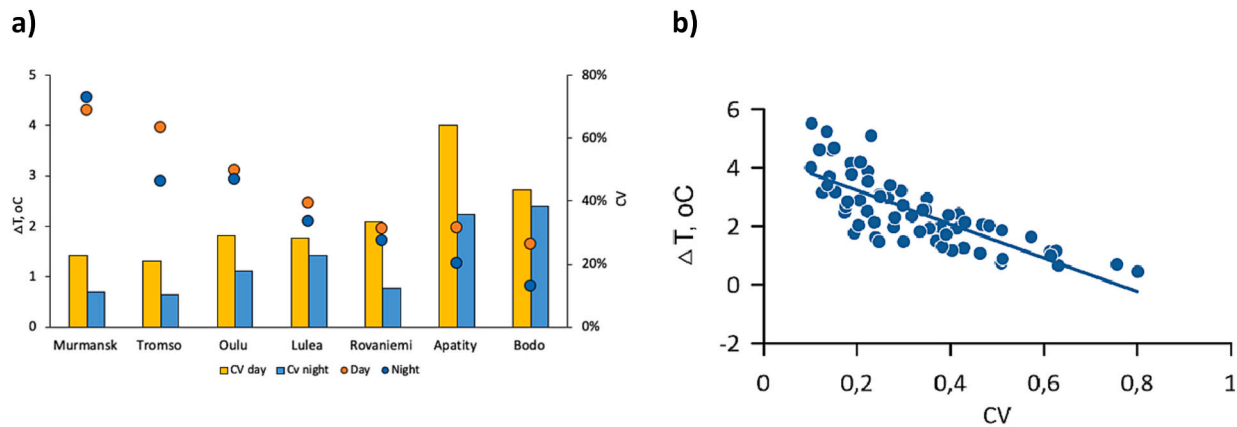 a)
b)
5
4
3
2
1
0
ΔT, oC
80%
60%
40%
20%
0%
CV
Murmansk Tromso Oulu Lulea Rovaniemi Apatity Bodo
CV day Cv night Day Night
6
4
2
0
-2
Δ T, oC
0 0,2 0,4 0,6 0,8 1
CV